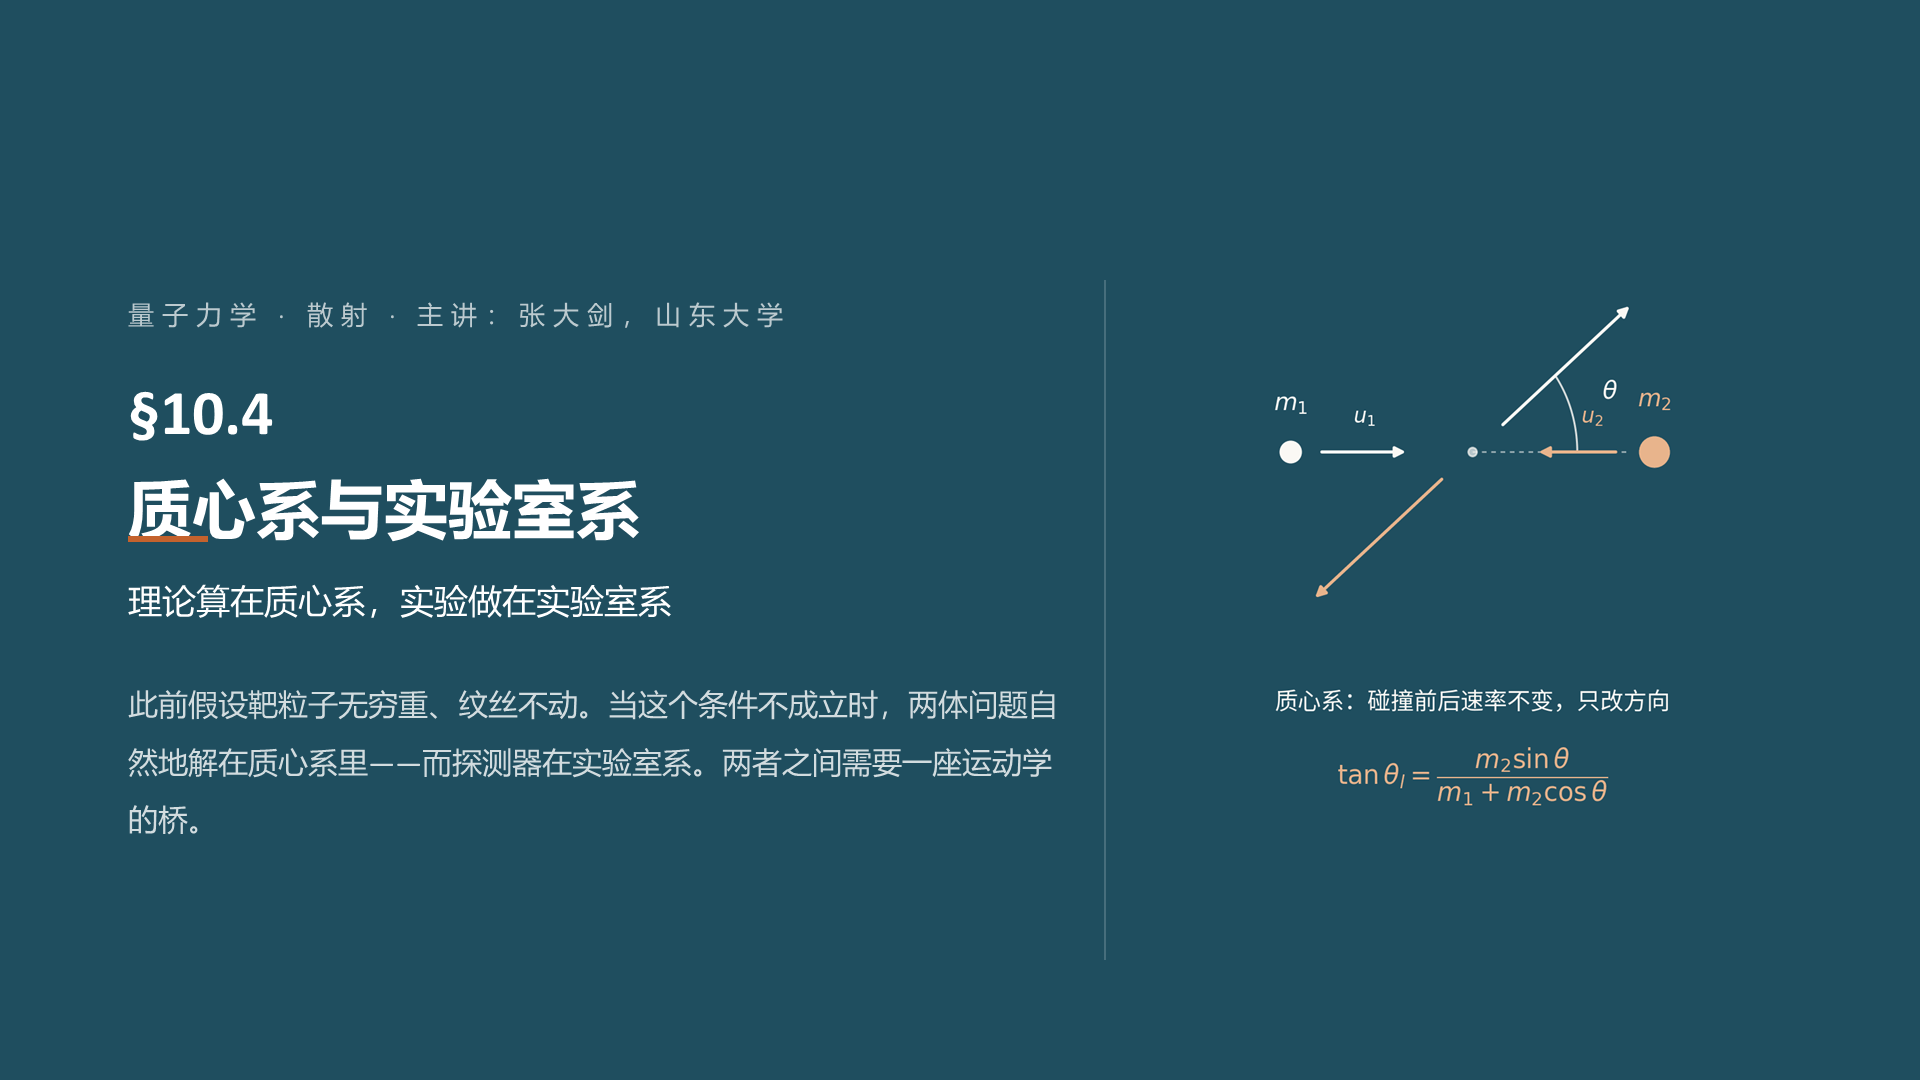 量子力学 · 散射 · 主讲：张大剑，山东大学
§10.4
质心系与实验室系
理论算在质心系，实验做在实验室系
此前假设靶粒子无穷重、纹丝不动。当这个条件不成立时，两体问题自
然地解在质心系里——而探测器在实验室系。两者之间需要一座运动学
的桥。
m₁
u₁
θ
u₂
m₂
质心系：碰撞前后速率不变，只改方向
tan θₗ = m₂ sin θ / (m₁ + m₂ cos θ)